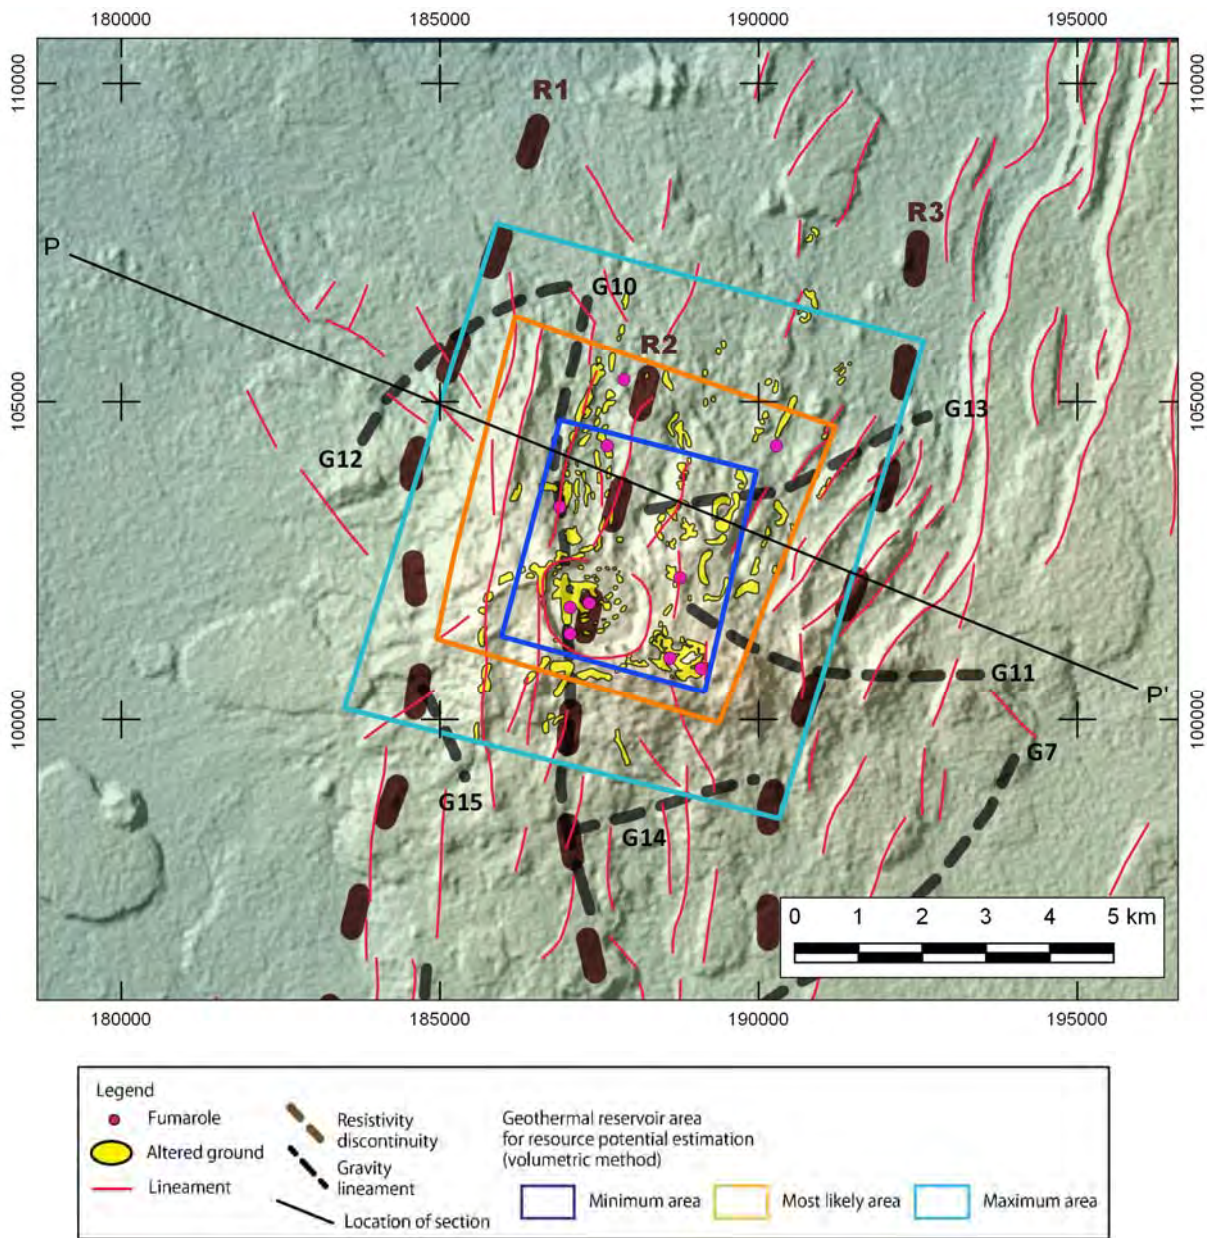 180000 185000 190000 195000
110000 110000
R1
R3
P
G10
R2
105000 105000
G13
G12
G11
P'
100000 100000
G7
G15
G14
0 1 2 3 4 5 km
180000 185000 190000 195000
Legend
Fumarole
Altered ground
Lineament
Resistivity
discontinuity
Gravity
lineament
Location of section
Geothermal reservoir area
for resource potential estimation
(volumetric method)
Minimum area
Most likely area
Maximum area